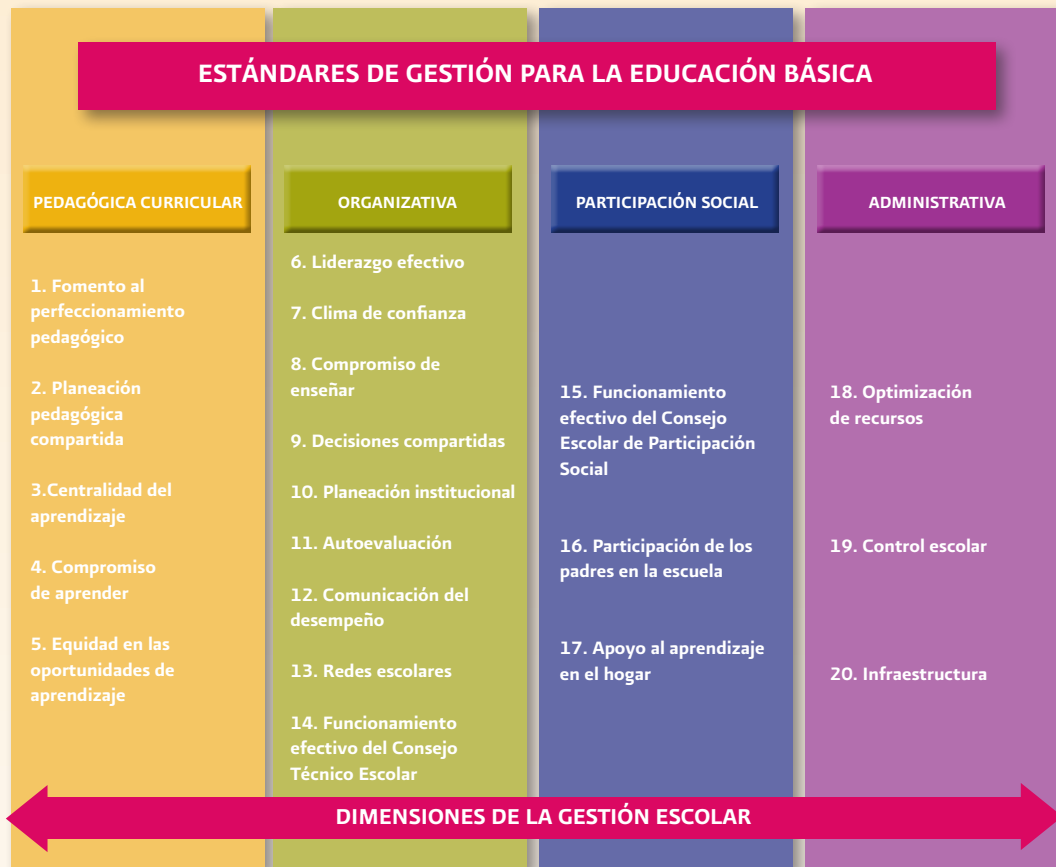 ESTÁNDARES DE GESTIÓN PARA LA EDUCACIÓN BÁSICA
PEDAGÓGICA CURRICULAR
1. Fomento al
perfeccionamiento
pedagógico
2. Planeación
pedagógica
compartida
3.Centralidad del
aprendizaje
4. Compromiso
de aprender
5. Equidad en las
oportunidades de
aprendizaje
ORGANIZATIVA
6. Liderazgo efectivo
7. Clima de confianza
8. Compromiso de
enseñar
9. Decisiones compartidas
10. Planeación institucional
11. Autoevaluación
12. Comunicación del
desempeño
13. Redes escolares
14. Funcionamiento
efectivo del Consejo
Técnico Escolar
PARTICIPACIÓN SOCIAL
15. Funcionamiento
efectivo del Consejo
Escolar de Participación
Social
16. Participación de los
padres en la escuela
17. Apoyo al aprendizaje
en el hogar
ADMINISTRATIVA
18. Optimización
de recursos
19. Control escolar
20. Infraestructura
DIMENSIONES DE LA GESTIÓN ESCOLAR